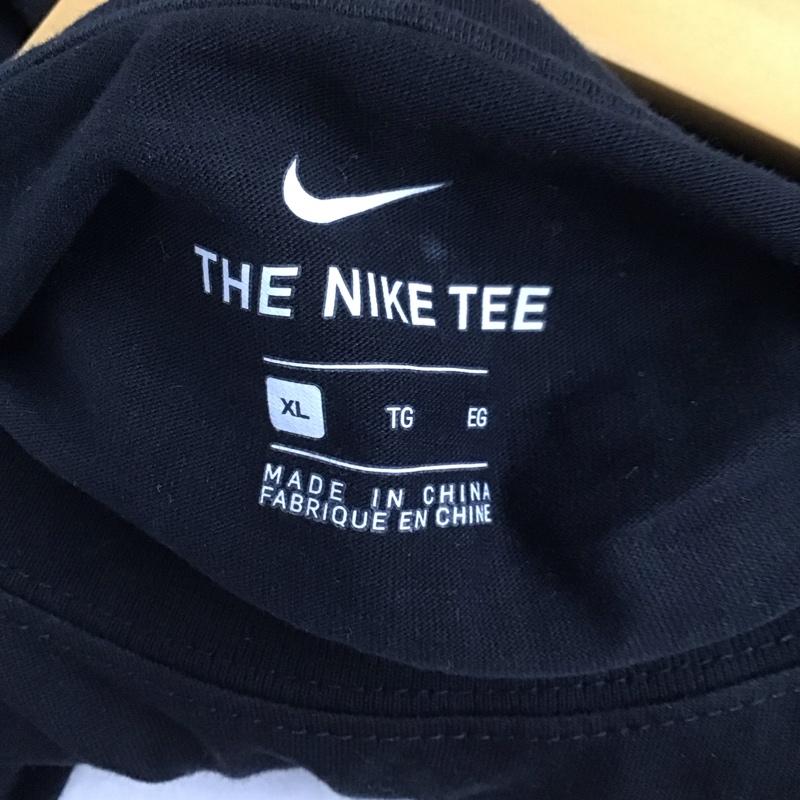 THE NIKE TEE
XL TG EG
MADE IN CHINA
FABRIQUE EN CHINE